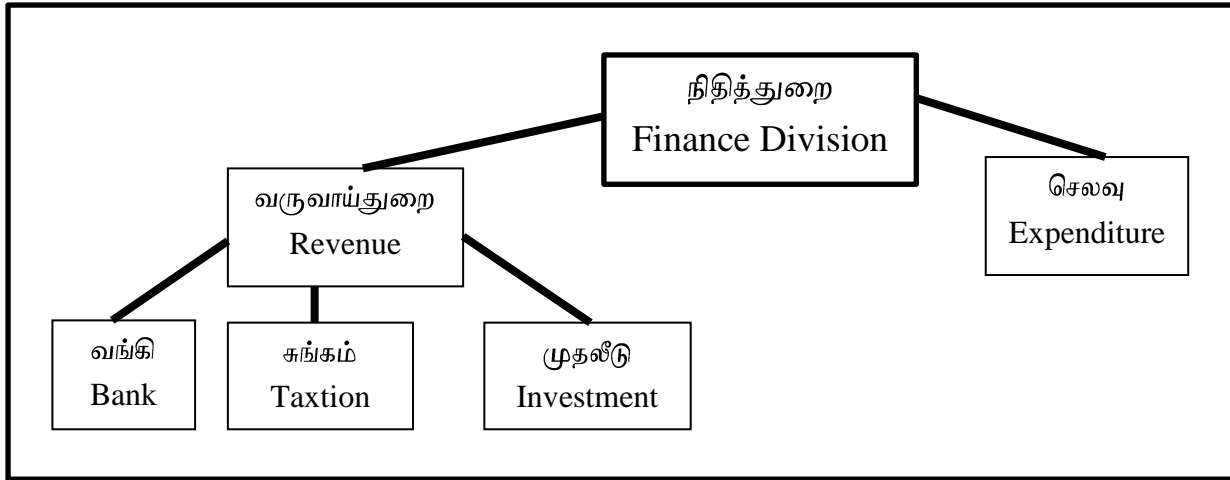 நிதித்துறை
Finance Division
வருவாய்துறை
Revenue
செலவு
Expenditure
வங்கி
Bank
சுங்கம்
Taxtion
முதலீடு
Investment